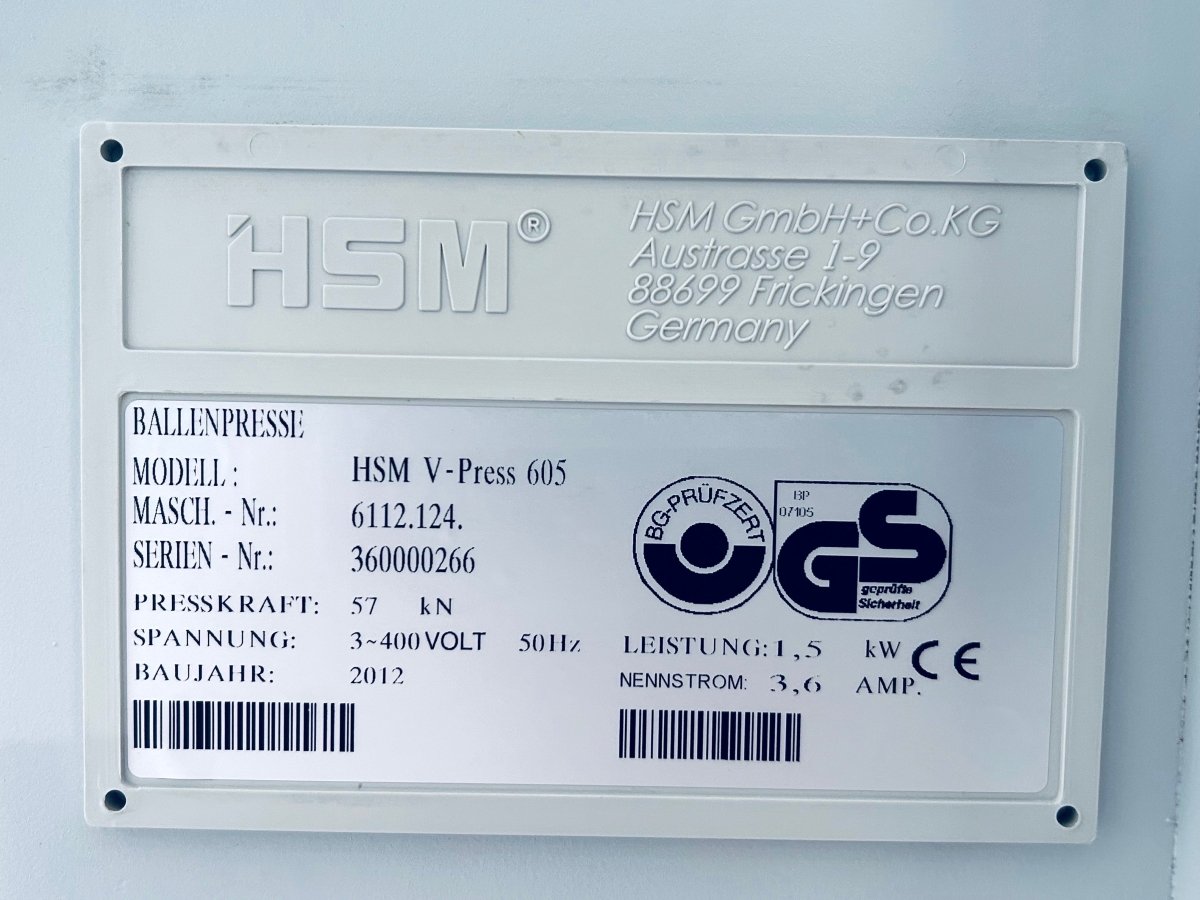 HSM®
HSM GmbH+Co.KG
Austrasse 1-9
88699 Frickingen
Germany
BALLENPRESSE
MODELL: HSM V-Press 605
MASCH. - Nr.: 6112.124.
SERIEN - Nr.: 360000266
PRESSKRAFT: 57 kN
SPANNUNG: 3~400 VOLT 50Hz
BAUJAHR: 2012
BG-PRÜFZERT
BP
07105
GS
geprüfte
Sicherheit
LEISTUNG: 1,5 kW
NENNSTROM: 3,6 AMP.
CE